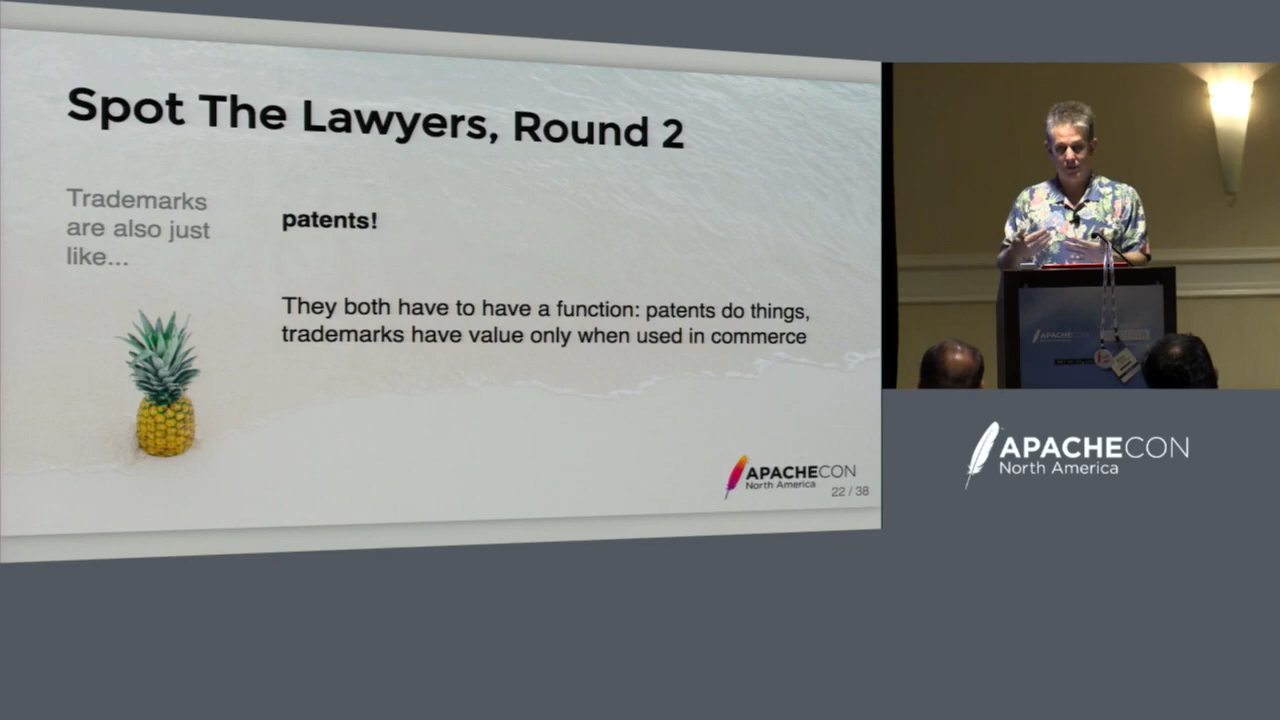 Spot The Lawyers, Round 2
Trademarks
are also just
like...
patents!
They both have to have a function: patents do things,
trademarks have value only when used in commerce
APACHECON
North America
22 / 38
APACHECON
North America